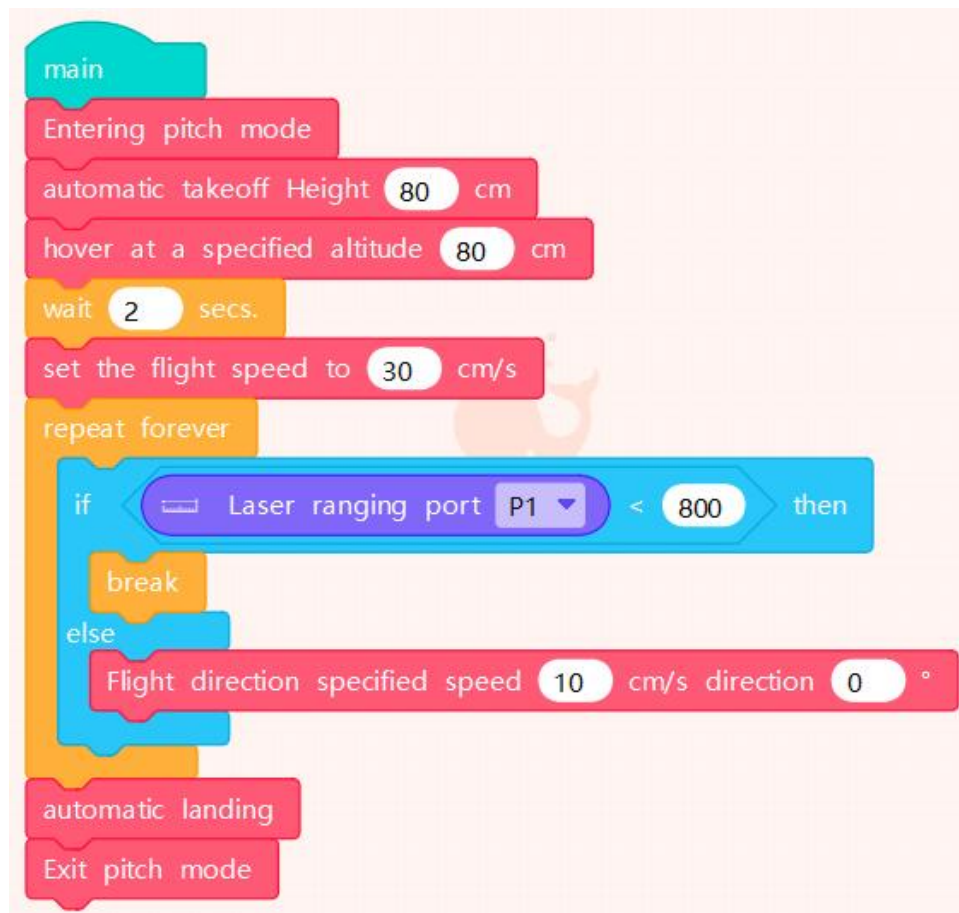 main
Entering pitch mode
automatic takeoff Height 80 cm
hover at a specified altitude 80 cm
wait 2 secs.
set the flight speed to 30 cm/s
repeat forever
if Laser ranging port P1 < 800 then
break
else
Flight direction specified speed 10 cm/s direction 0 °
automatic landing
Exit pitch mode